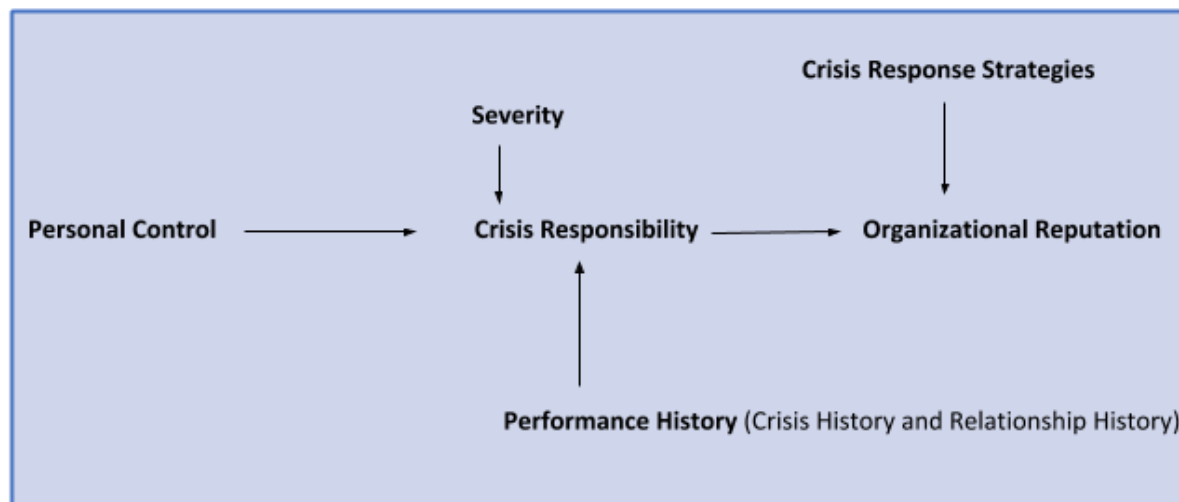 Crisis Response Strategies
Severity
Personal Control
Crisis Responsibility
Organizational Reputation
Performance History (Crisis History and Relationship History)